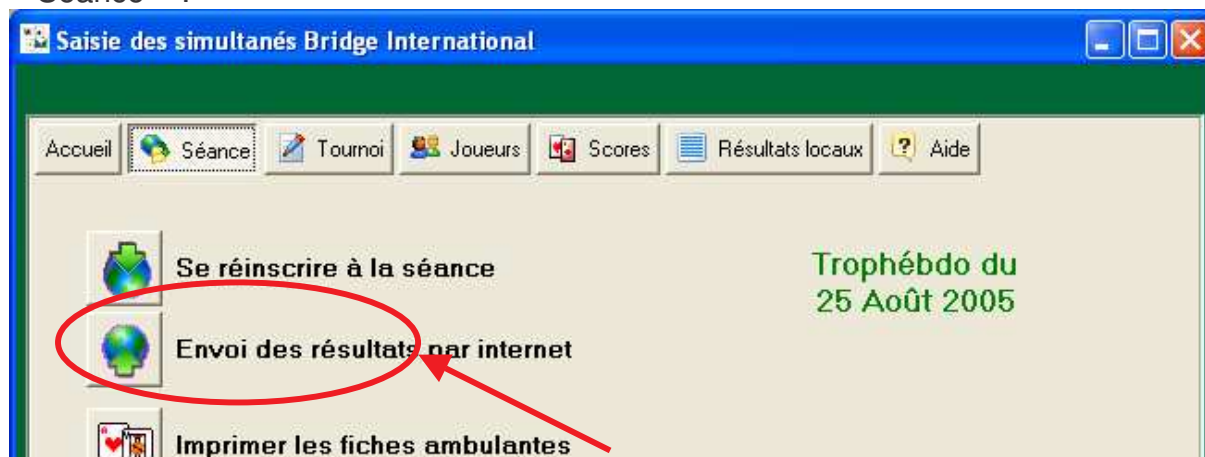 Séance
Saisie des simultanés Bridge International
Accueil Séance Tournoi Joueurs Scores Résultats locaux Aide
Se réinscrire à la séance
Trophébdo du
25 Août 2005
Envoi des résultats par internet
Imprimer les fiches ambulantes